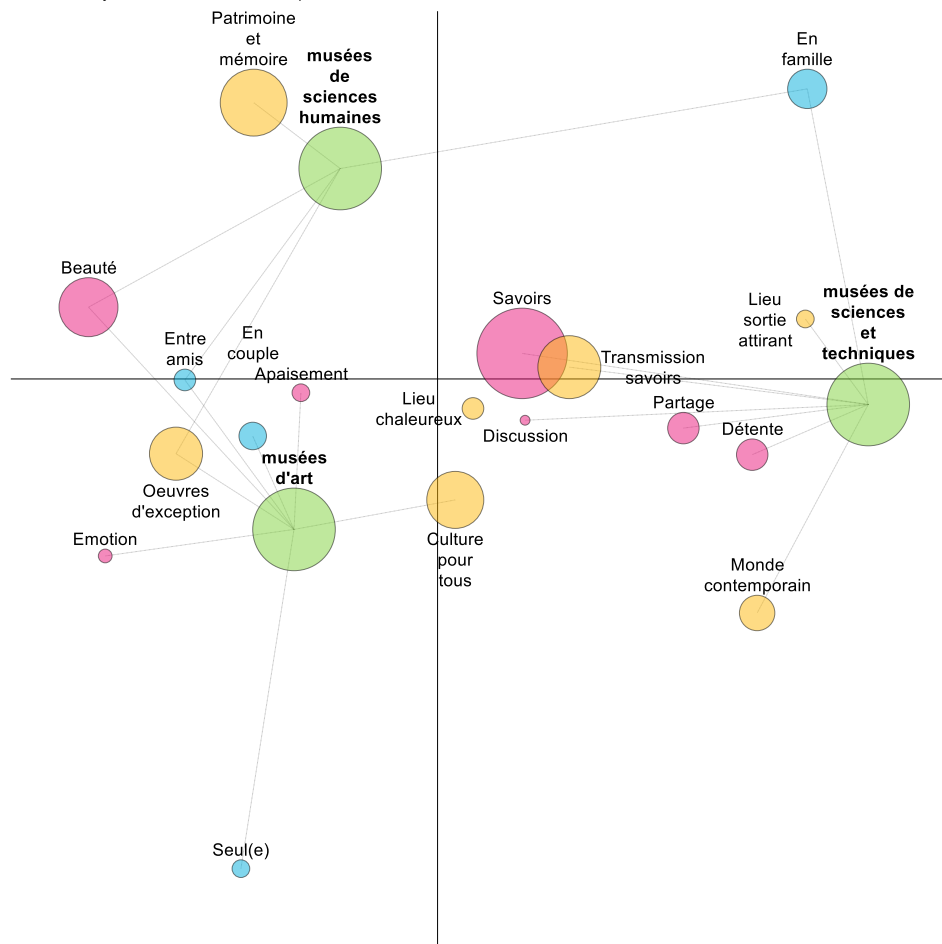 Patrimoine
et
mémoire
musées
de
sciences
humaines
En
famille
Beauté
Savoirs
Lieu
sortie
attirant
musées de
sciences
et
techniques
Entre
amis
En
couple
Apaisement
Transmission
savoirs
Lieu
chaleureux
Partage
Discussion
Détente
musées
d'art
Oeuvres
d'exception
Emotion
Culture
pour
tous
Monde
contemporain
Seul(e)